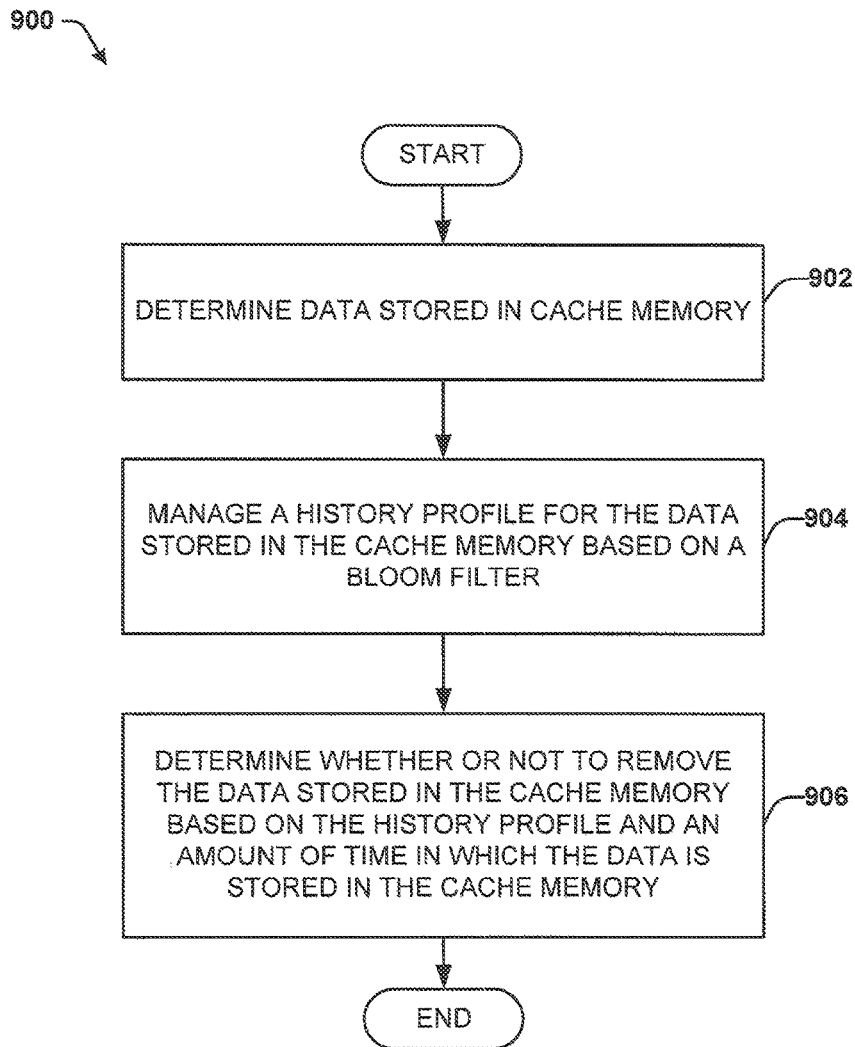 900
START
DETERMINE DATA STORED IN CACHE MEMORY
902
MANAGE A HISTORY PROFILE FOR THE DATA
STORED IN THE CACHE MEMORY BASED ON A
BLOOM FILTER
904
DETERMINE WHETHER OR NOT TO REMOVE
THE DATA STORED IN THE CACHE MEMORY
BASED ON THE HISTORY PROFILE AND AN
AMOUNT OF TIME IN WHICH THE DATA IS
STORED IN THE CACHE MEMORY
906
END